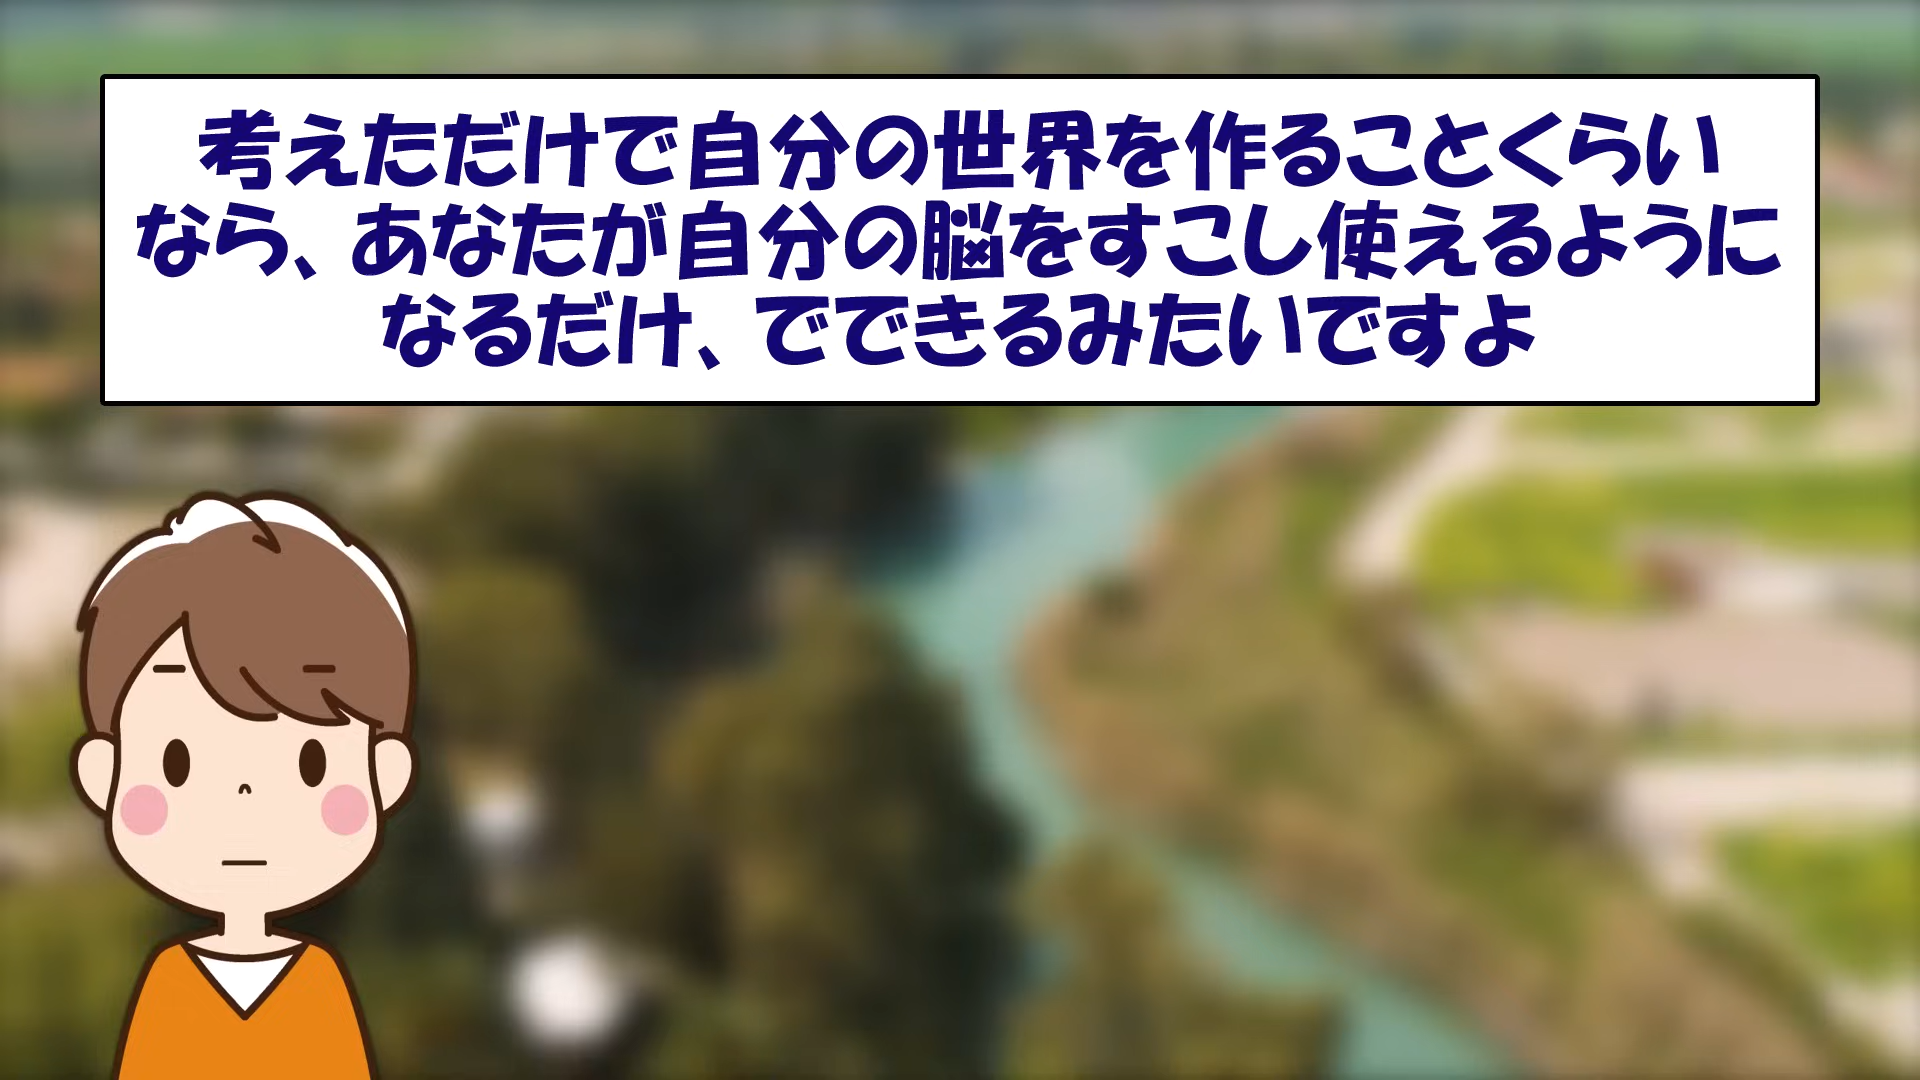 考えただけで自分の世界を作ることくらい
なら、あなたが自分の脳をすこし使えるように
なるだけ、でできるみたいですよ